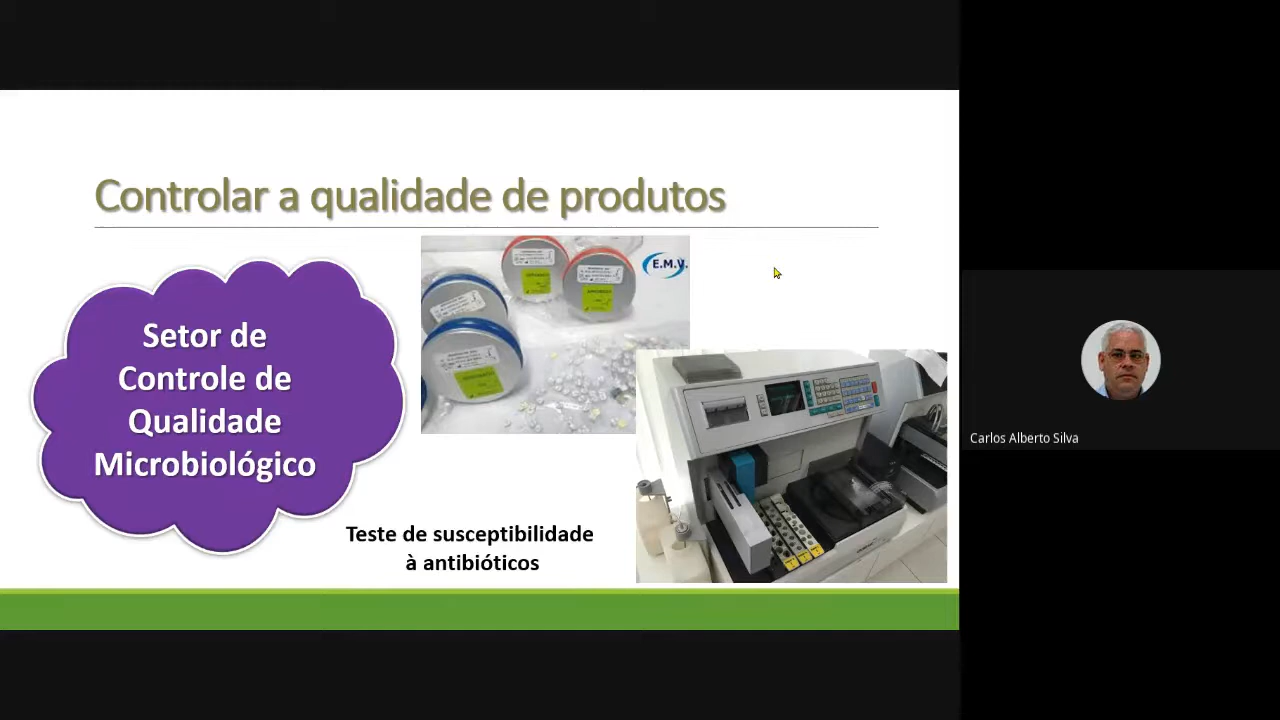 Controlar a qualidade de produtos
E.M.V.
Setor de
Controle de
Qualidade
Microbiológico
Teste de susceptibilidade
à antibióticos
Carlos Alberto Silva